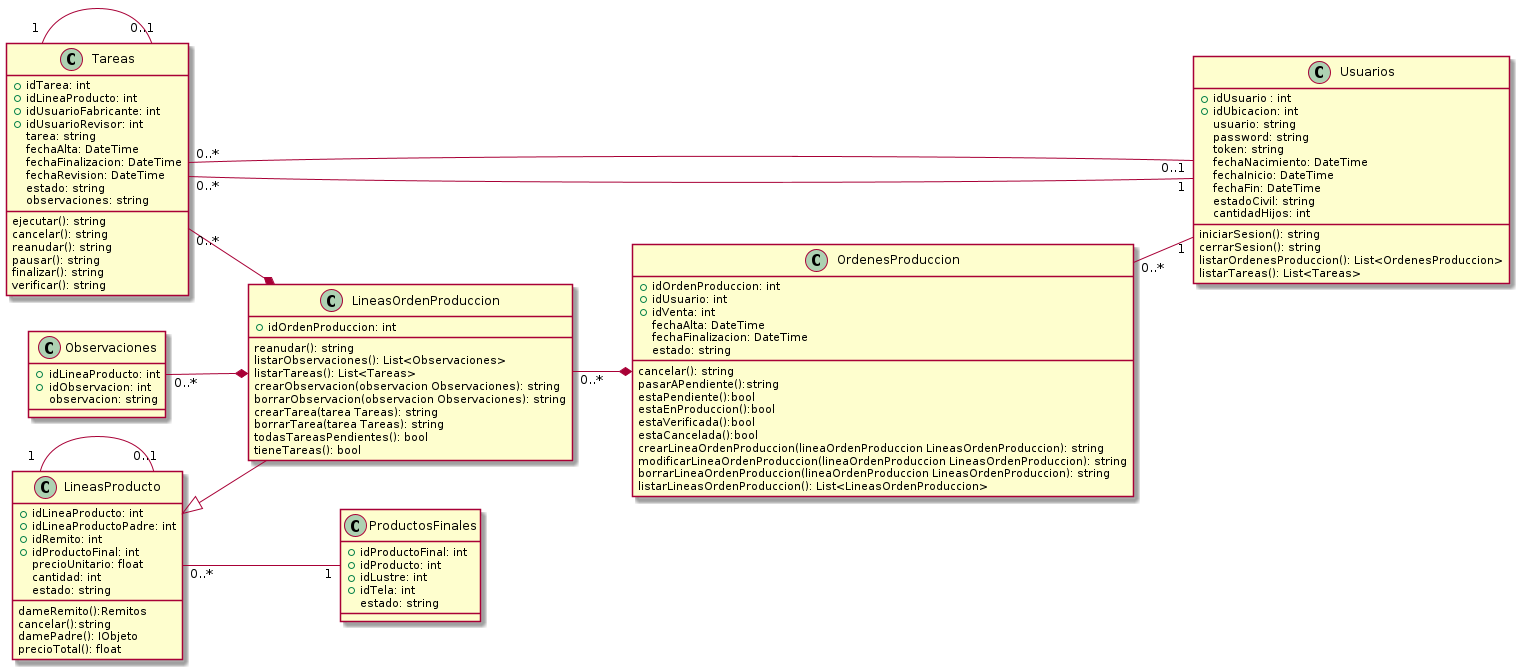 1
0..1
C Tareas
idTarea: int
idLineaProducto: int
idUsuarioFabricante: int
idUsuarioRevisor: int
tarea: string
fechaAlta: DateTime
fechaFinalizacion: DateTime
fechaRevision: DateTime
estado: string
observaciones: string
ejecutar(): string
cancelar(): string
reanudar(): string
pausar(): string
finalizar(): string
verificar(): string
0..*
0..*
0..*
0..1
1
C Usuarios
idUsuario : int
idUbicacion: int
usuario: string
password: string
token: string
fechaNacimiento: DateTime
fechaInicio: DateTime
fechaFin: DateTime
estadoCivil: string
cantidadHijos: int
iniciarSesion(): string
cerrarSesion(): string
listarOrdenesProduccion(): List<OrdenesProduccion>
listarTareas(): List<Tareas>
1
0..*
C OrdenesProduccion
idOrdenProduccion: int
idUsuario: int
idVenta: int
fechaAlta: DateTime
fechaFinalizacion: DateTime
estado: string
cancelar(): string
pasarAPendiente():string
estaPendiente():bool
estaEnProduccion():bool
estaVerificada():bool
estaCancelada():bool
crearLineaOrdenProduccion(lineaOrdenProduccion LineasOrdenProduccion): string
modificarLineaOrdenProduccion(lineaOrdenProduccion LineasOrdenProduccion): string
borrarLineaOrdenProduccion(lineaOrdenProduccion LineasOrdenProduccion): string
listarLineasOrdenProduccion(): List<LineasOrdenProduccion>
0..*
C LineasOrdenProduccion
idOrdenProduccion: int
reanudar(): string
listarObservaciones(): List<Observaciones>
listarTareas(): List<Tareas>
crearObservacion(observacion Observaciones): string
borrarObservacion(observacion Observaciones): string
crearTarea(tarea Tareas): string
borrarTarea(tarea Tareas): string
todasTareasPendientes(): bool
tieneTareas(): bool
C Observaciones
idLineaProducto: int
idObservacion: int
observacion: string
0..*
1
0..1
C LineasProducto
idLineaProducto: int
idLineaProductoPadre: int
idRemito: int
idProductoFinal: int
precioUnitario: float
cantidad: int
estado: string
dameRemito():Remitos
cancelar():string
damePadre(): IObjeto
precioTotal(): float
0..*
1
C ProductosFinales
idProductoFinal: int
idProducto: int
idLustre: int
idTela: int
estado: string